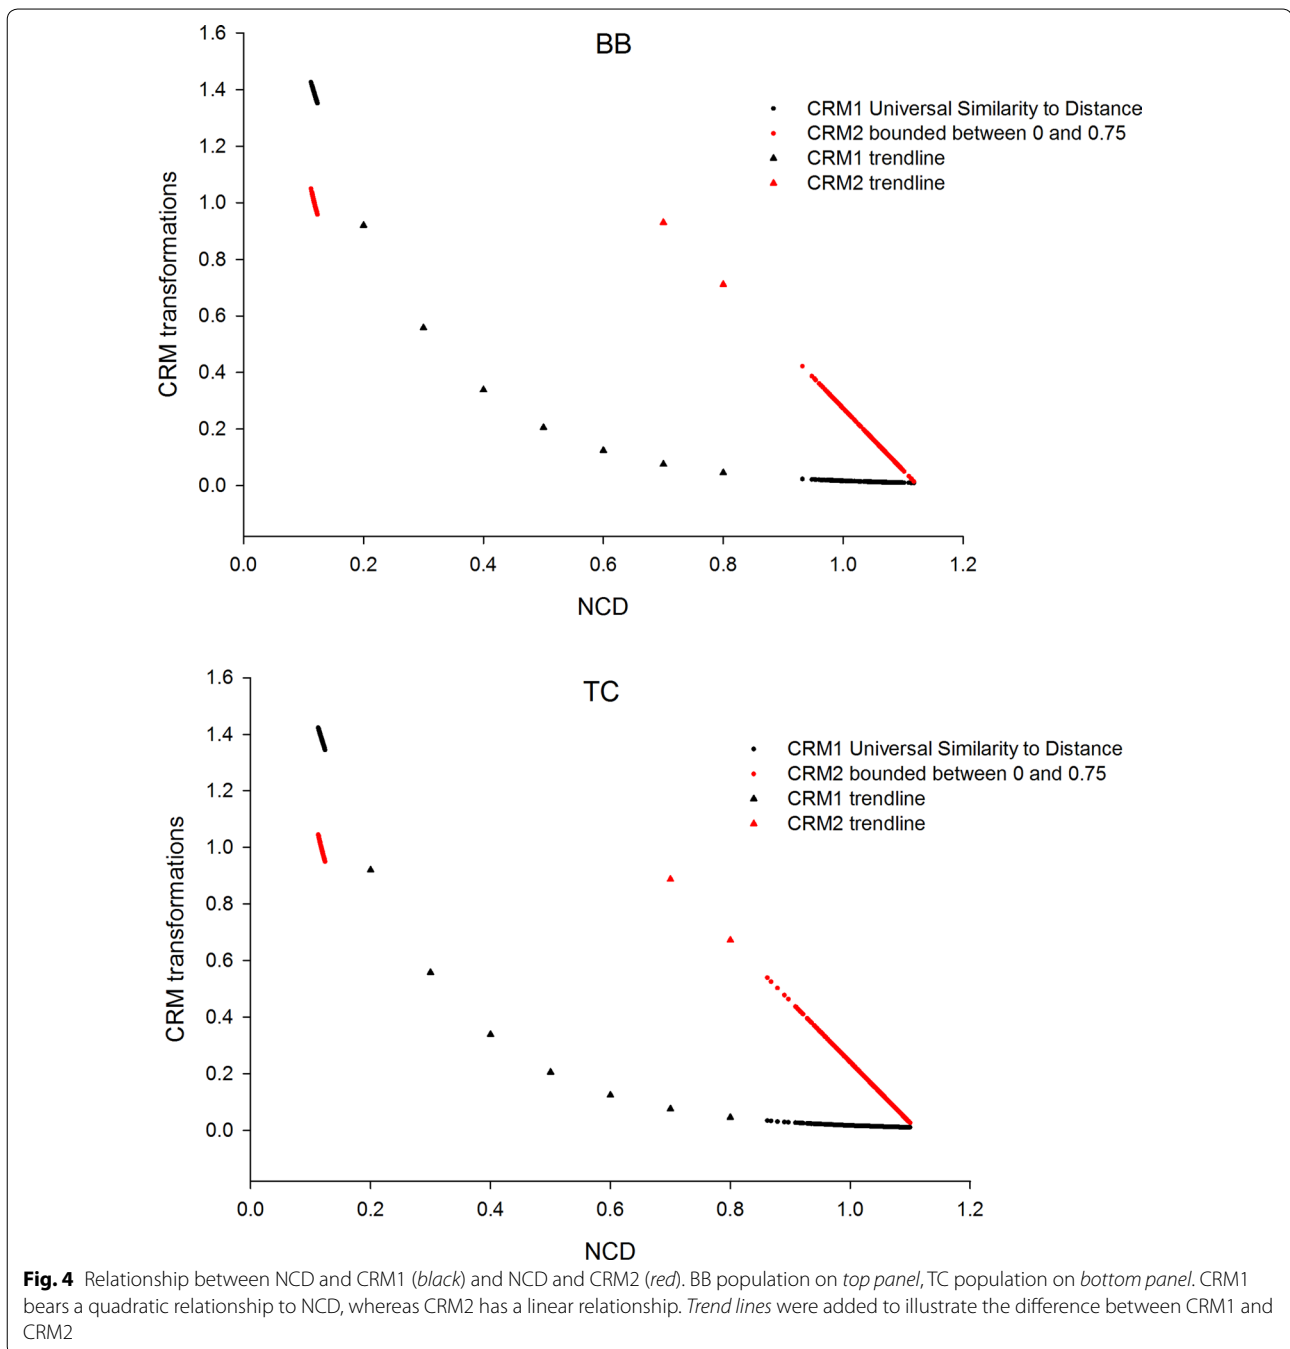 BB
1.6
1.4
1.2
1.0
0.8
0.6
0.4
0.2
0.0
CRM transformations
CRM1 Universal Similarity to Distance
CRM2 bounded between 0 and 0.75
CRM1 trendline
CRM2 trendline
0.0 0.2 0.4 0.6 0.8 1.0 1.2
NCD
TC
1.6
1.4
1.2
1.0
0.8
0.6
0.4
0.2
0.0
CRM transformations
CRM1 Universal Similarity to Distance
CRM2 bounded between 0 and 0.75
CRM1 trendline
CRM2 trendline
0.0 0.2 0.4 0.6 0.8 1.0 1.2
NCD
Fig. 4 Relationship between NCD and CRM1 (black) and NCD and CRM2 (red). BB population on top panel, TC population on bottom panel. CRM1
bears a quadratic relationship to NCD, whereas CRM2 has a linear relationship. Trend lines were added to illustrate the difference between CRM1 and
CRM2